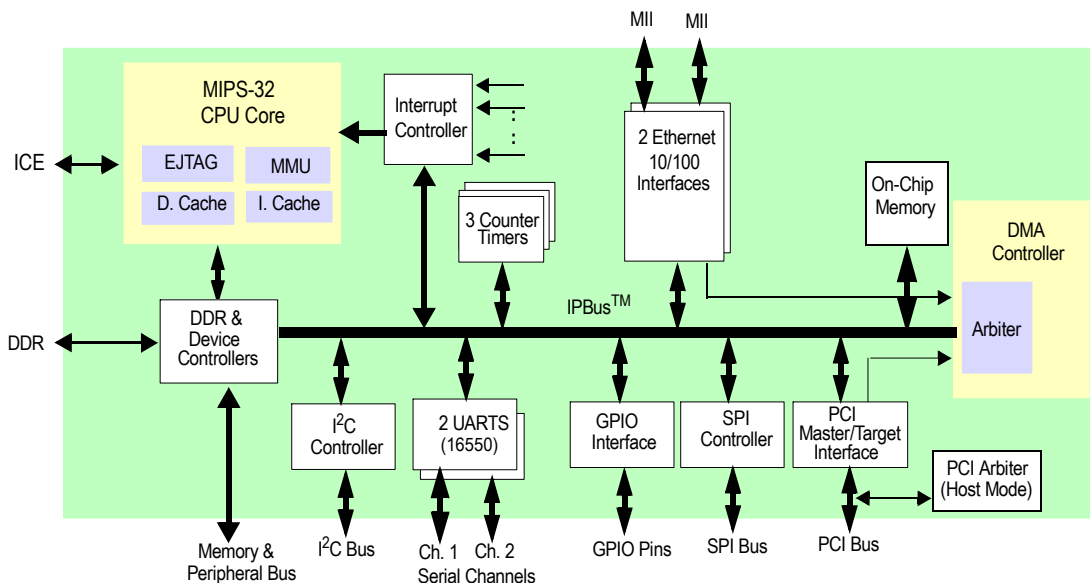 MII MII
MIPS-32
CPU Core
EJTAG
MMU
D. Cache
I. Cache
ICE
Interrupt
Controller
3 Counter
Timers
2 Ethernet
10/100
Interfaces
On-Chip
Memory
DMA
Controller
Arbiter
IPBus™
DDR
DDR &
Device
Controllers
I²C
Controller
2 UARTS
(16550)
GPIO
Interface
SPI
Controller
PCI
Master/Target
Interface
PCI Arbiter
(Host Mode)
Memory &
Peripheral Bus
I²C Bus
Ch. 1 Ch. 2
Serial Channels
GPIO Pins
SPI Bus
PCI Bus